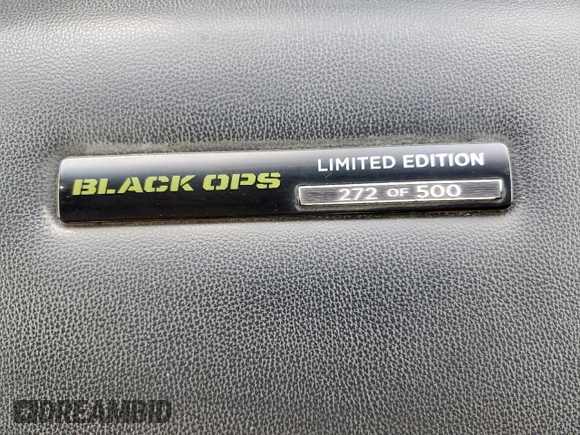 BLACK OPS
LIMITED EDITION
272 OF 500
DREAMBID